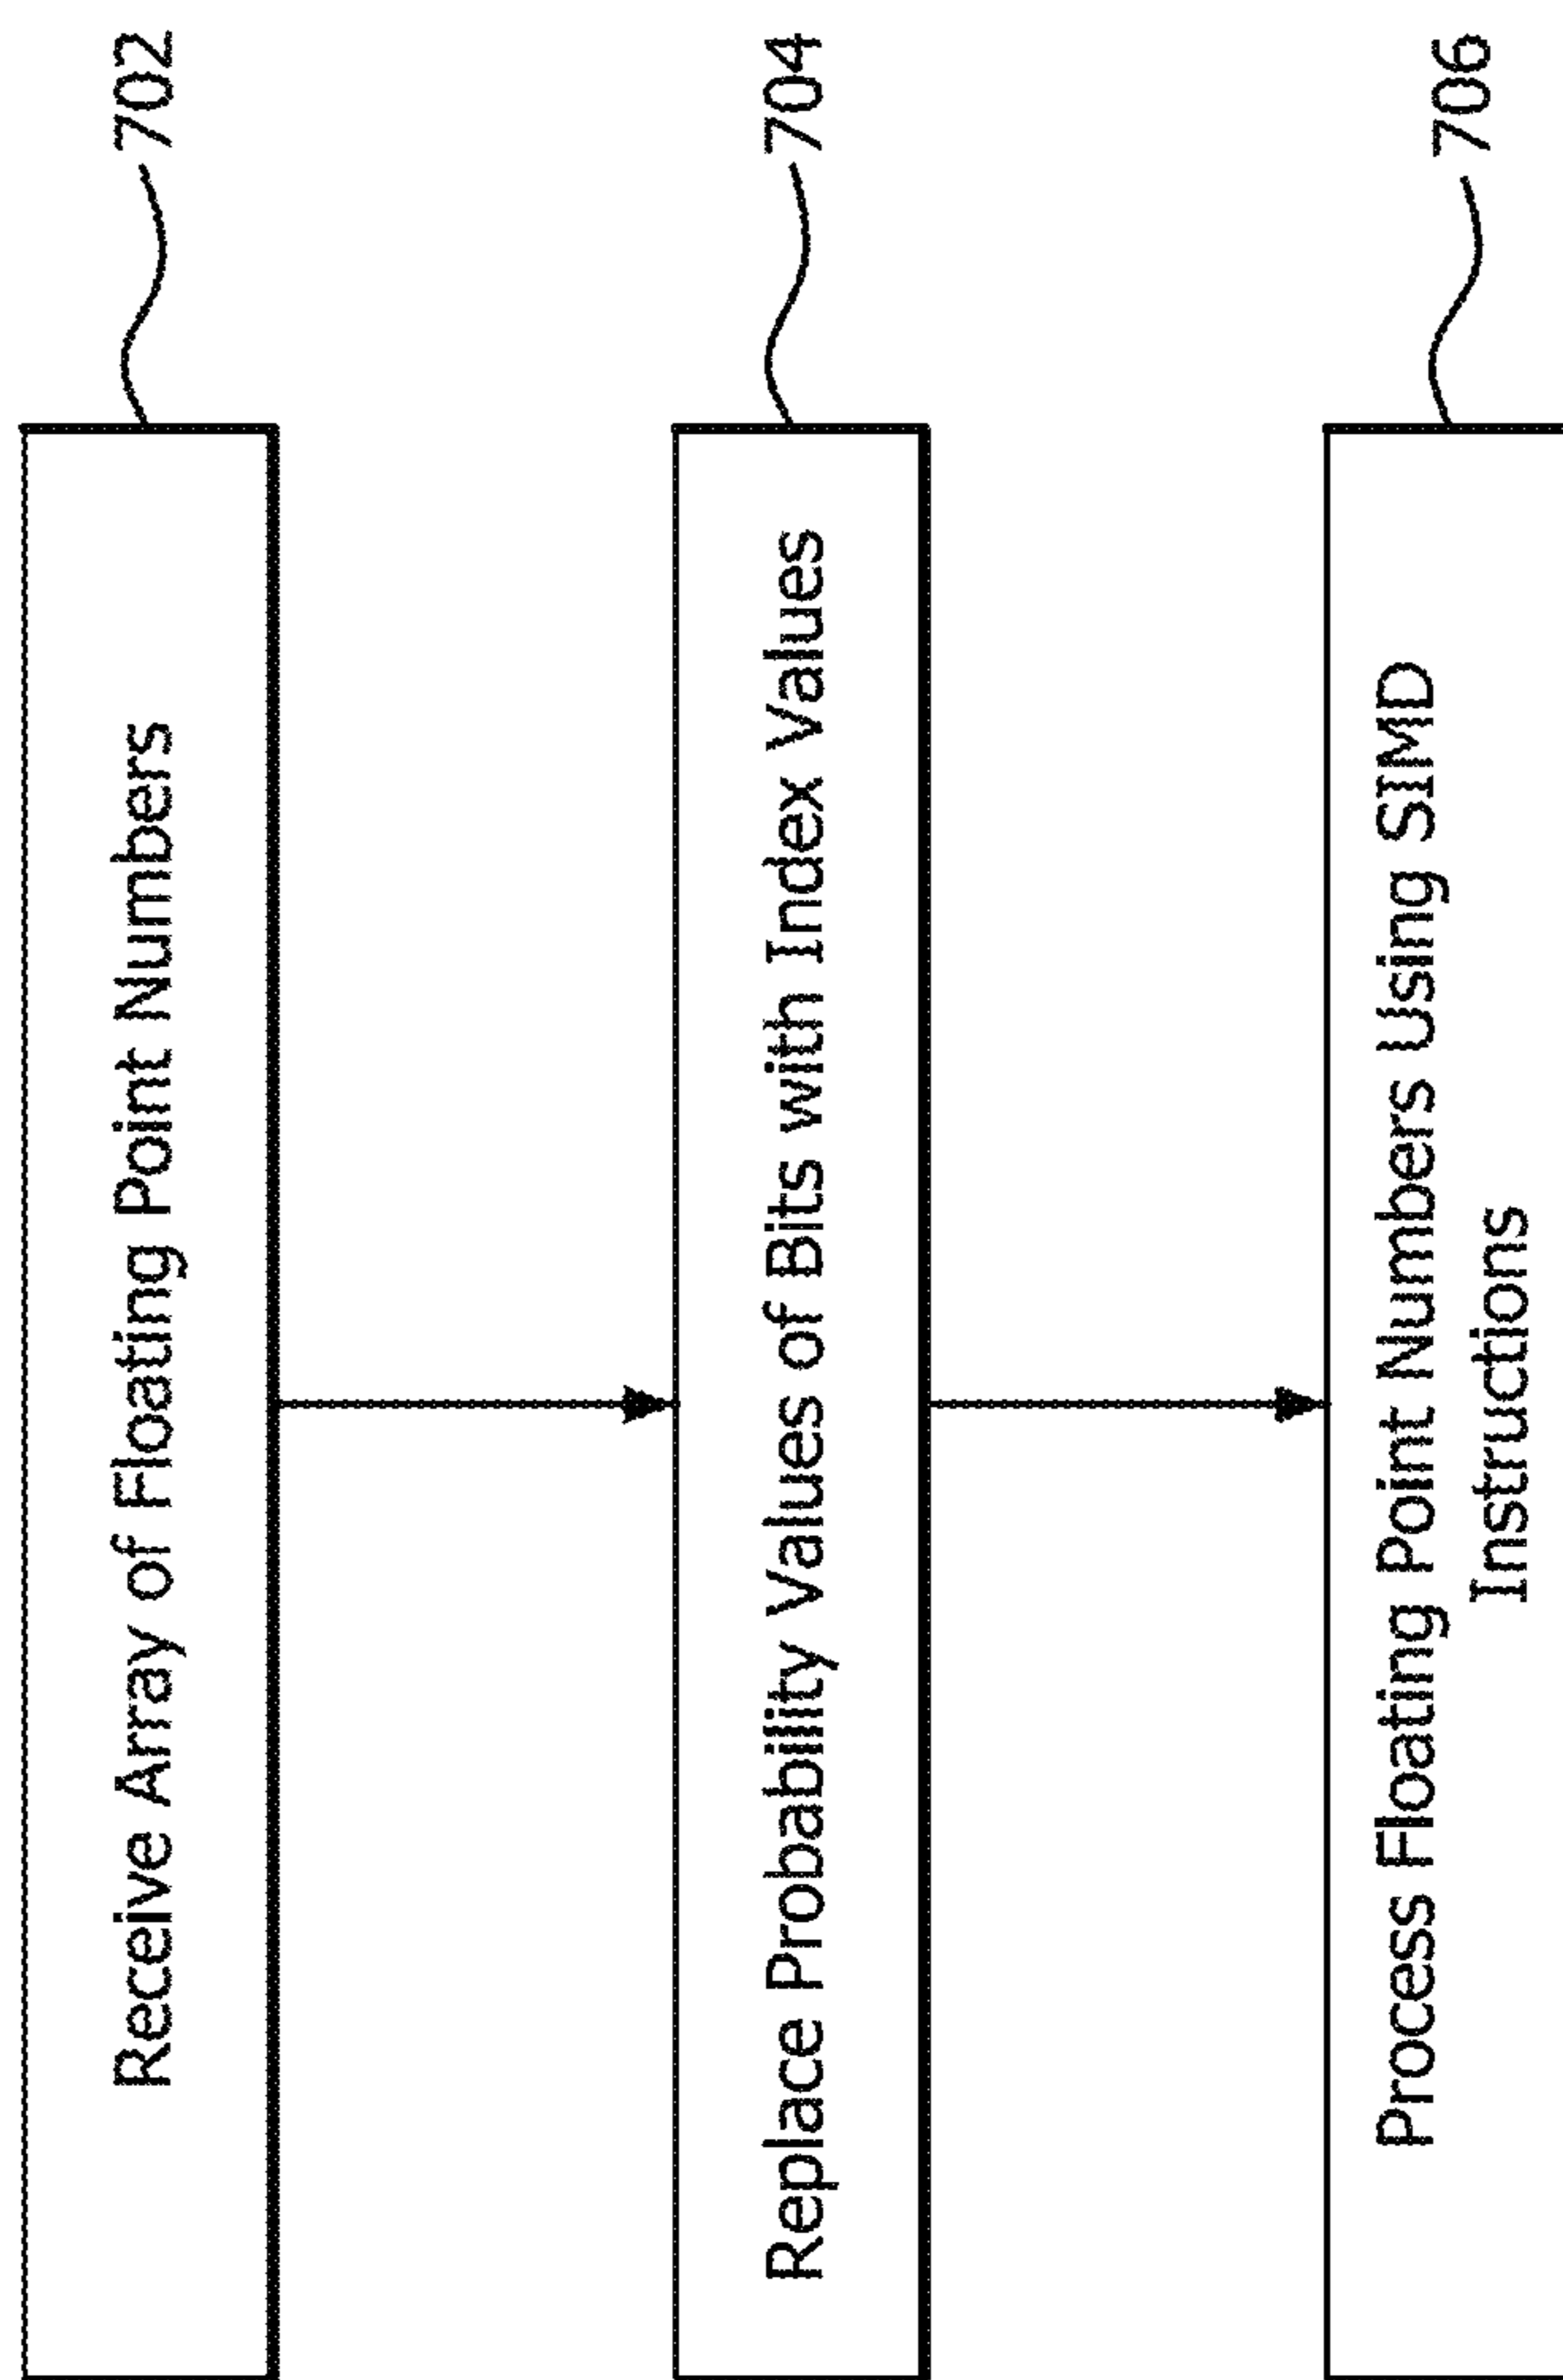 Receive Array of Floating Point Numbers
702
Replace Probability Values of Bits with Index Values
704
Process Floating Point Numbers Using SIMD
Instructions
706